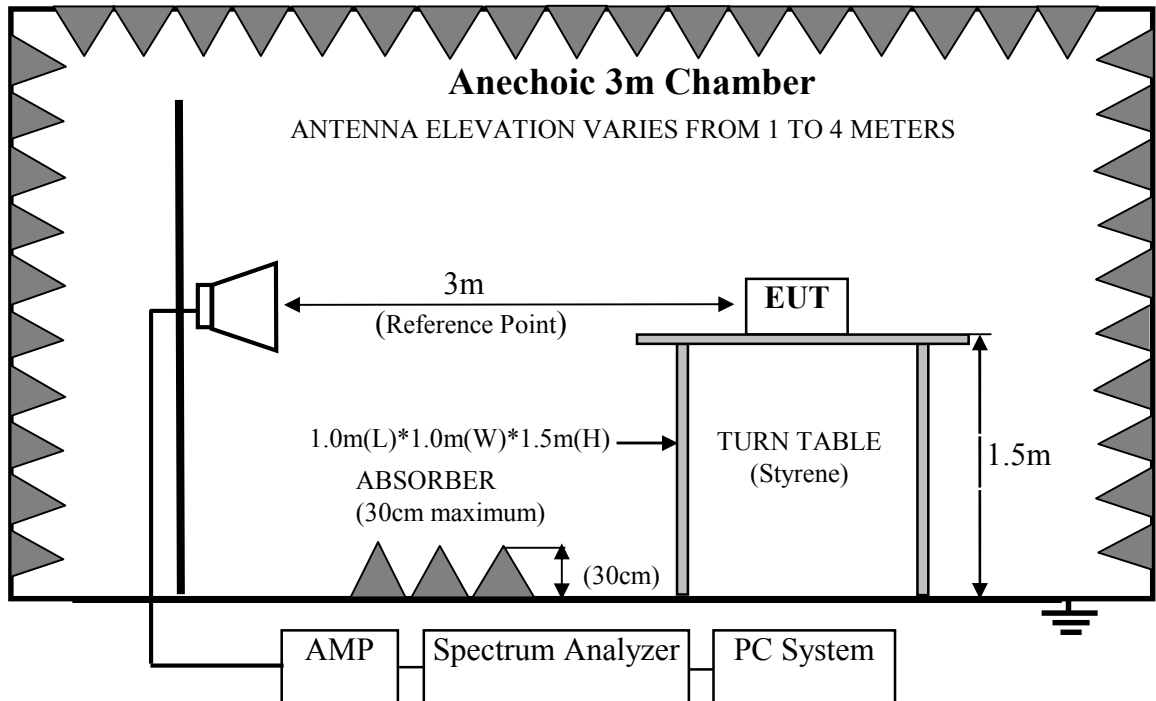 Anechoic 3m Chamber
ANTENNA ELEVATION VARIES FROM 1 TO 4 METERS
3m
(Reference Point)
EUT
1.0m(L)*1.0m(W)*1.5m(H)
TURN TABLE
(Styrene)
1.5m
ABSORBER
(30cm maximum)
(30cm)
AMP
Spectrum Analyzer
PC System